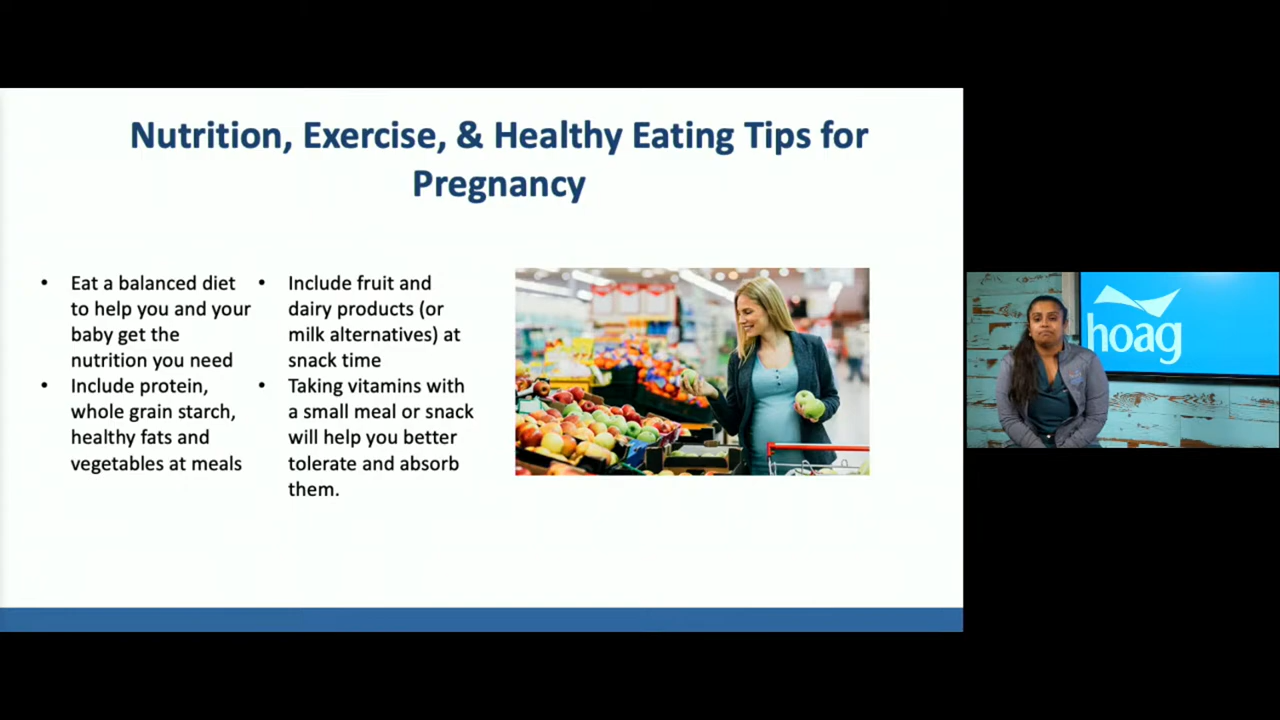 Nutrition, Exercise, & Healthy Eating Tips for
Pregnancy
• Eat a balanced diet
to help you and your
baby get the
nutrition you need
• Include protein,
whole grain starch,
healthy fats and
vegetables at meals
• Include fruit and
dairy products (or
milk alternatives) at
snack time
• Taking vitamins with
a small meal or snack
will help you better
tolerate and absorb
them.
hoag